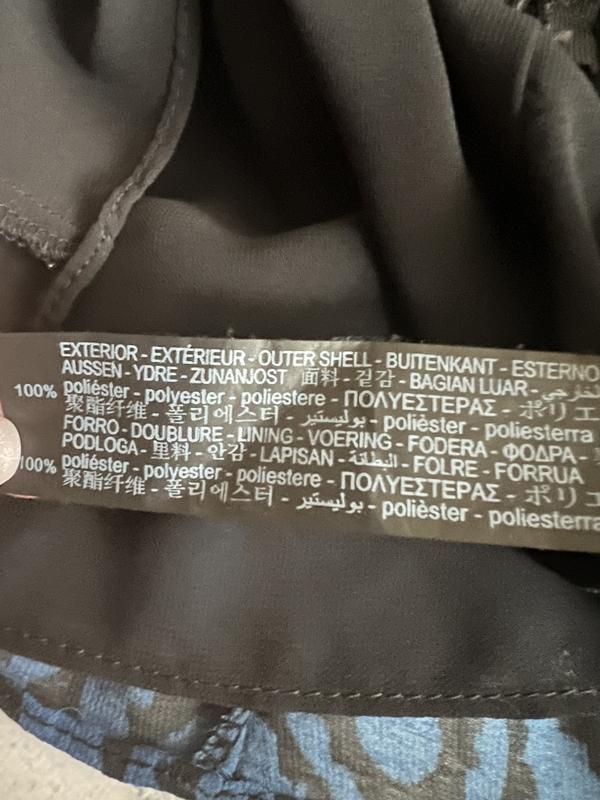 EXTERIOR - EXTÉRIEUR - OUTER SHELL - BUITENKANT - ESTERNO
AUSSEN - YDRE - ZUNANJOST 面料 - 겉감 - BAGIAN LUAR - الخارجي
100% poliéster - polyester - poliestere - ΠΟΛΥΕΣΤΕΡΑΣ - ポリエ
聚酯纤维 - 폴리에스터 - بوليستير - polièster - poliesterra
FORRO - DOUBLURE - LINING - VOERING - FODERA - ΦΟΔΡΑ -
PODLOGA - 里料 - 안감 - LAPISAN - البطانة - FOLRE - FORRUA
100% poliéster - polyester - poliestere - ΠΟΛΥΕΣΤΕΡΑΣ - ポリエ
聚酯纤维 - 폴리에스터 - بوليستير - polièster - poliesterra